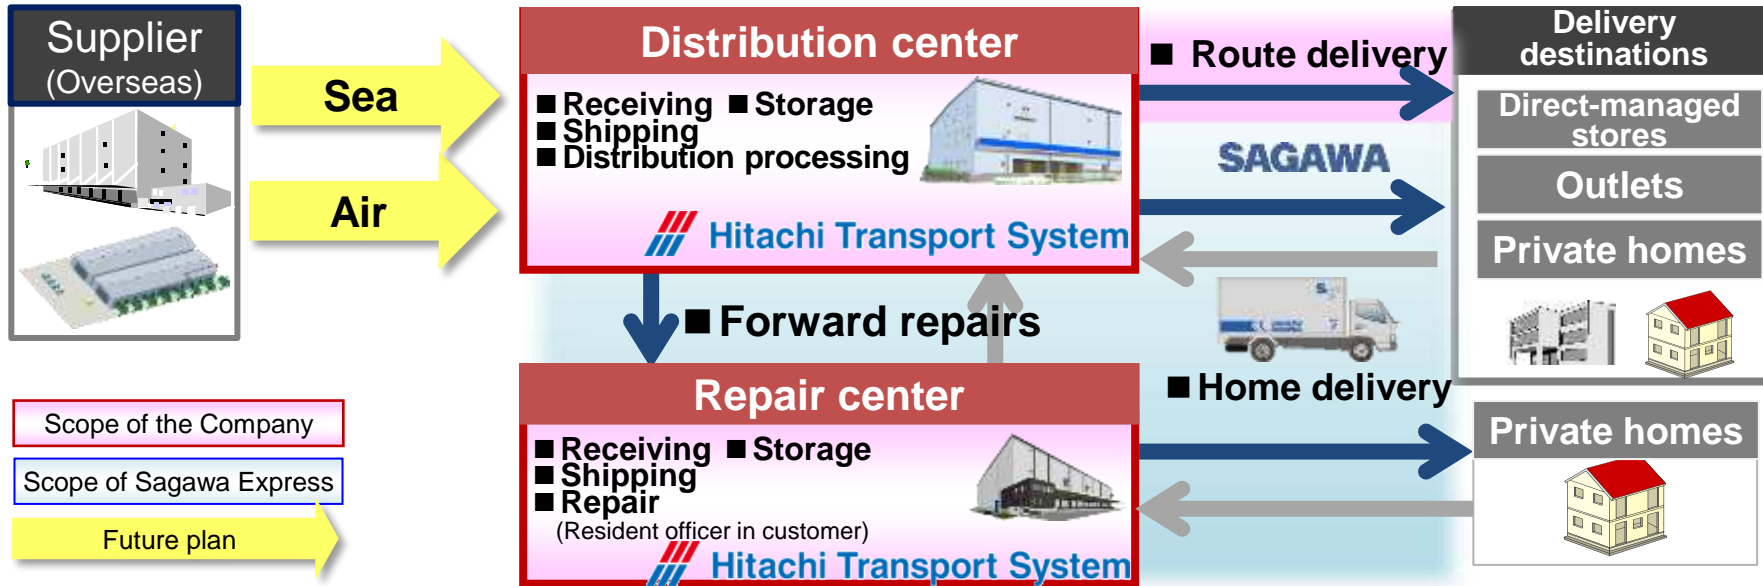 Supplier
(Overseas)
Sea
Air
Distribution center
■ Receiving ■ Storage
■ Shipping
■ Distribution processing
Hitachi Transport System
■ Route delivery
SAGAWA
Delivery
destinations
Direct-managed
stores
Outlets
Private homes
■ Forward repairs
■ Home delivery
Repair center
■ Receiving ■ Storage
■ Shipping
■ Repair
(Resident officer in customer)
Hitachi Transport System
Private homes
Scope of the Company
Scope of Sagawa Express
Future plan